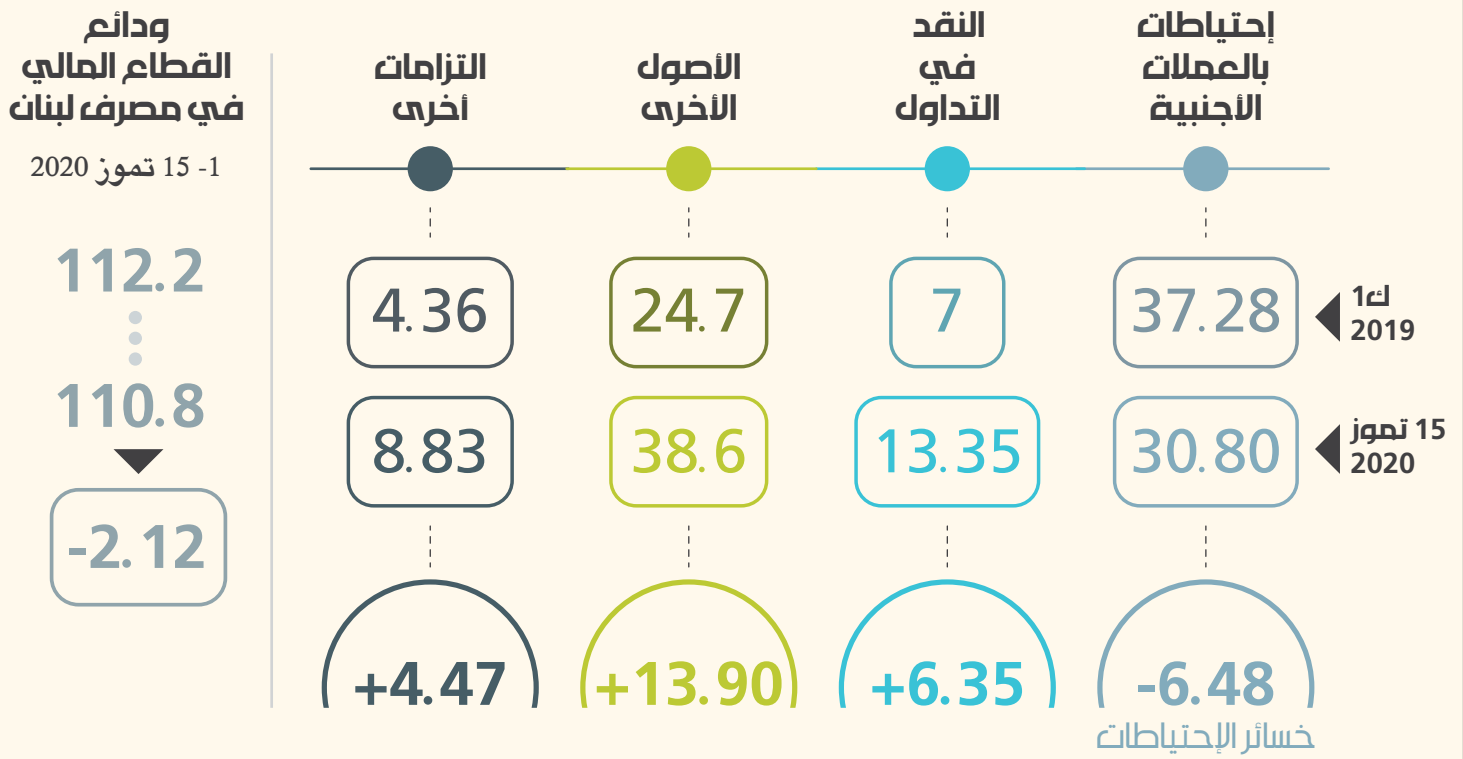 إحتياطات
بالعملات
الأجنبية
النقد
في
التداول
الأصول
الأخرى
التزامات
أخرى
ك1
2019
37.28
7
24.7
4.36
15 تموز
2020
30.80
13.35
38.6
8.83
-6.48
+6.35
+13.90
+4.47
خسائر الإحتياطات
ودائع
القطاع المالي
في مصرف لبنان
1- 15 تموز 2020
112.2
110.8
-2.12